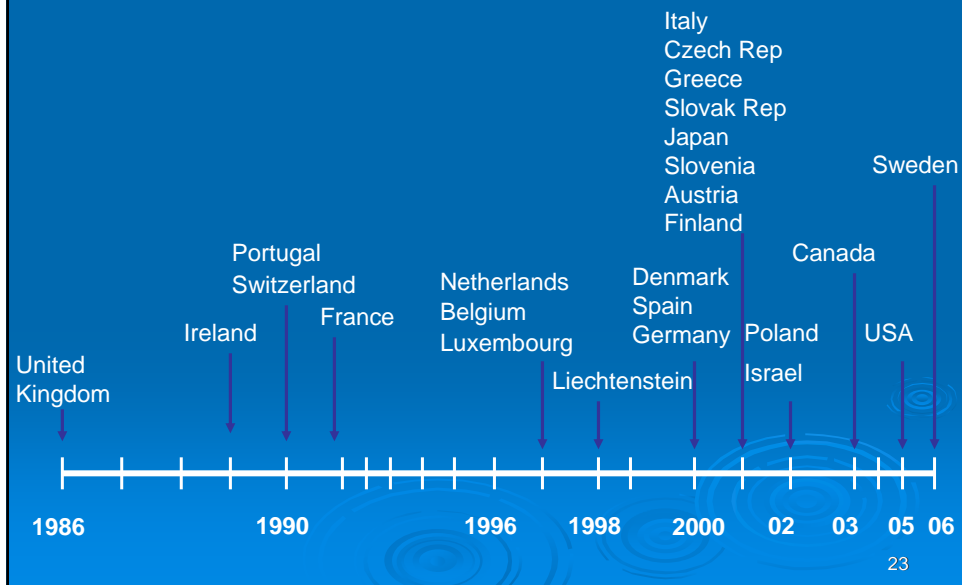 Italy
Czech Rep
Greece
Slovak Rep
Japan
Slovenia
Austria
Finland
Sweden
Portugal
Switzerland
France
Ireland
United
Kingdom
Netherlands
Belgium
Luxembourg
Liechtenstein
Denmark
Spain
Germany
Poland
Israel
Canada
USA
1986 1990 1996 1998 2000 02 03 05 06
23